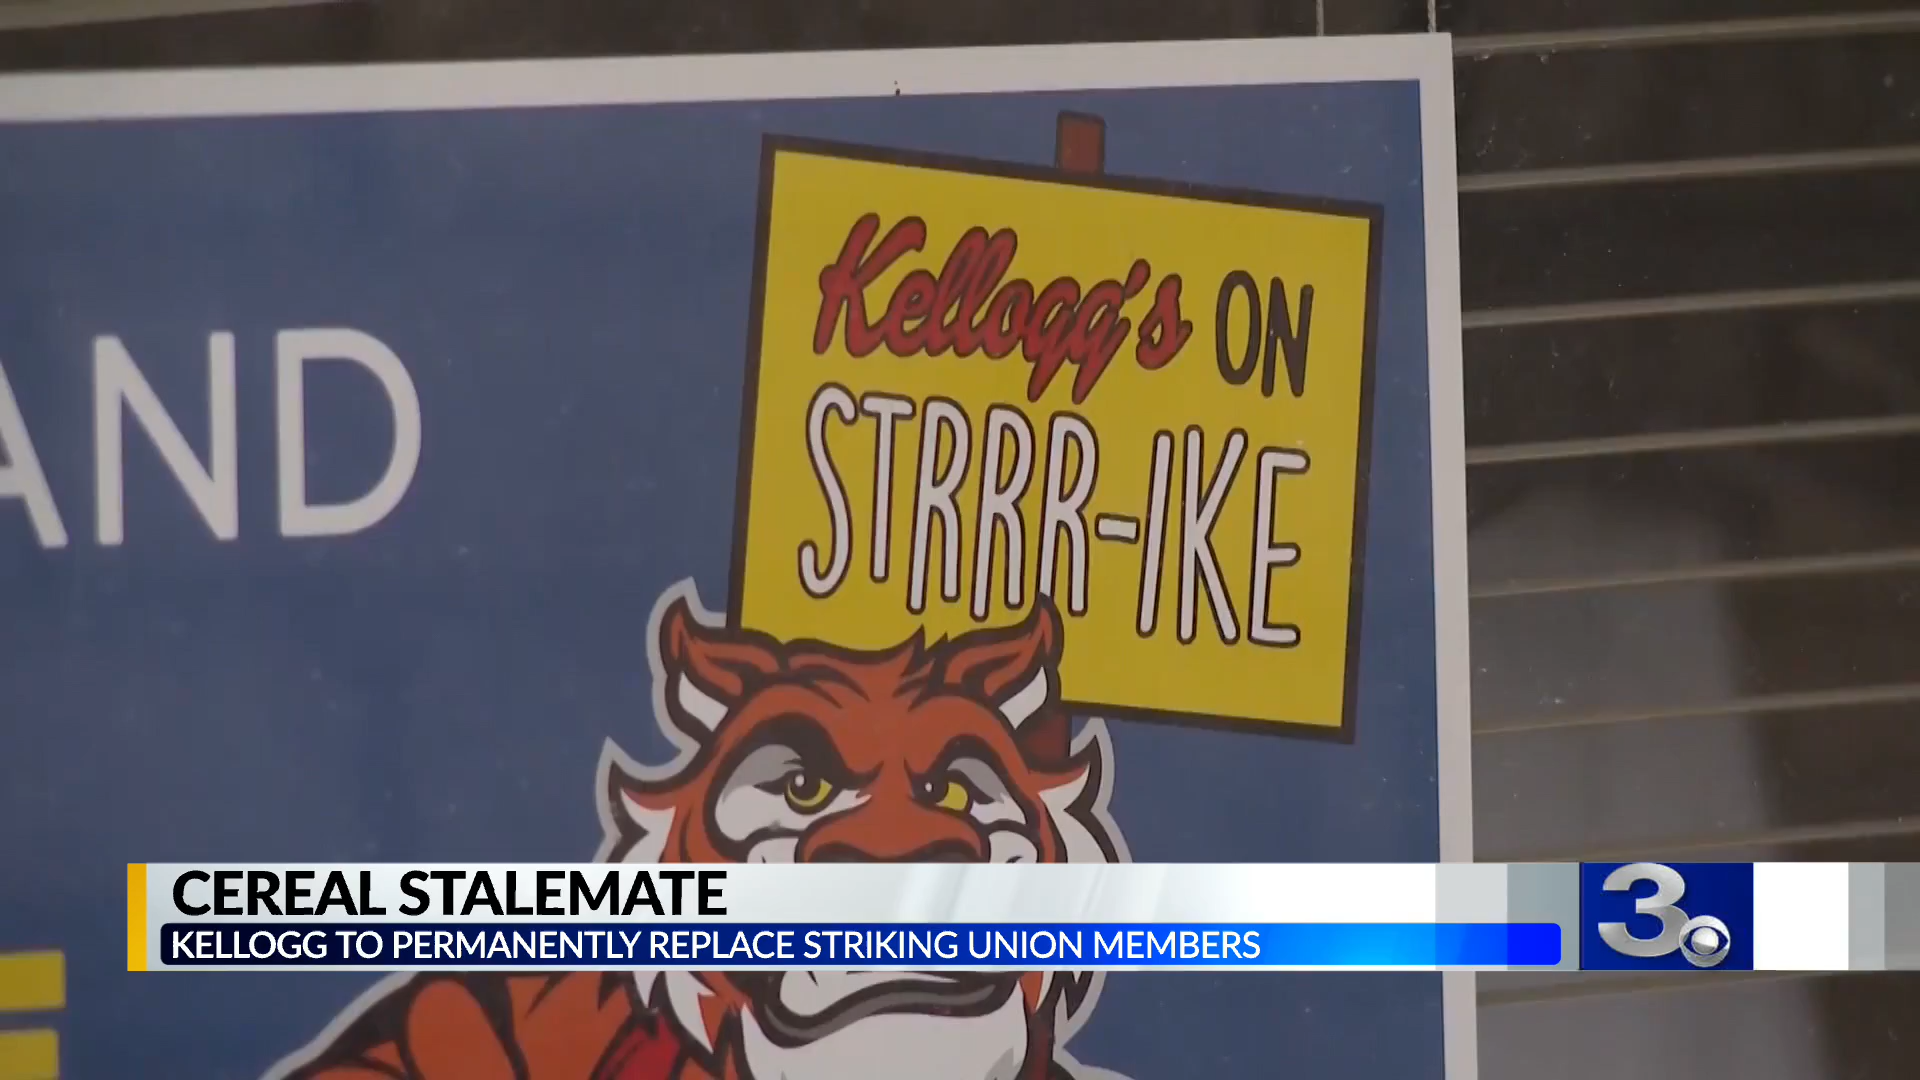 Kellogg's ON
STRRR-IKE
AND
E
CEREAL STALEMATE
KELLOGG TO PERMANENTLY REPLACE STRIKING UNION MEMBERS
3